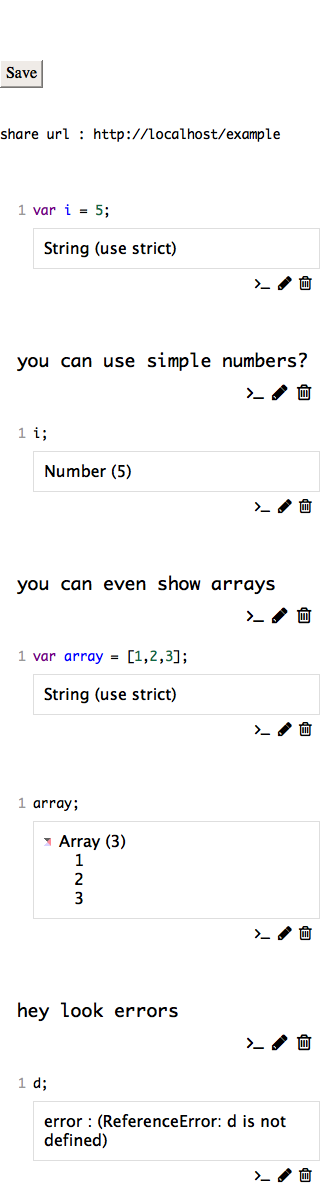 Save
share url : http://localhost/example
1 var i = 5;
String (use strict)
you can use simple numbers?
1 i;
Number (5)
you can even show arrays
1 var array = [1,2,3];
String (use strict)
1 array;
Array (3)
1
2
3
hey look errors
1 d;
error : (ReferenceError: d is not
defined)